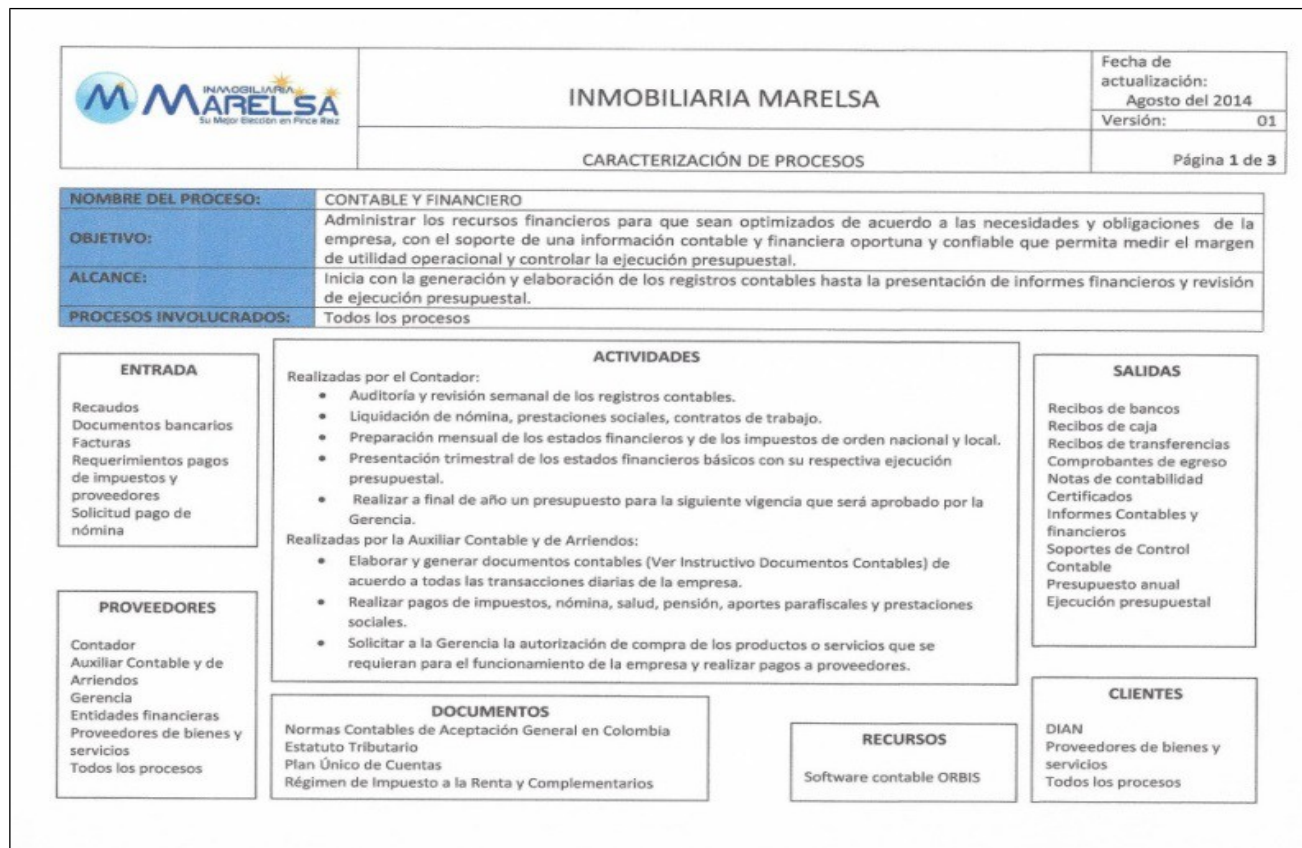 INMOBILIARIA
MARELSA
Su Mejor Elección en Finca Raiz
INMOBILIARIA MARELSA
CARACTERIZACIÓN DE PROCESOS
Fecha de
actualización:
Agosto del 2014
Versión: 01
Página 1 de 3
NOMBRE DEL PROCESO: CONTABLE Y FINANCIERO
OBJETIVO: Administrar los recursos financieros para que sean optimizados de acuerdo a las necesidades y obligaciones de la
empresa, con el soporte de una información contable y financiera oportuna y confiable que permita medir el margen
de utilidad operacional y controlar la ejecución presupuestal.
ALCANCE: Inicia con la generación y elaboración de los registros contables hasta la presentación de informes financieros y revisión
de ejecución presupuestal.
PROCESOS INVOLUCRADOS: Todos los procesos
ENTRADA
Recaudos
Documentos bancarios
Facturas
Requerimientos pagos
de impuestos y
proveedores
Solicitud pago de
nómina
PROVEEDORES
Contador
Auxiliar Contable y de
Arriendos
Gerencia
Entidades financieras
Proveedores de bienes y
servicios
Todos los procesos
ACTIVIDADES
Realizadas por el Contador:
• Auditoría y revisión semanal de los registros contables.
• Liquidación de nómina, prestaciones sociales, contratos de trabajo.
• Preparación mensual de los estados financieros y de los impuestos de orden nacional y local.
• Presentación trimestral de los estados financieros básicos con su respectiva ejecución
presupuestal.
• Realizar a final de año un presupuesto para la siguiente vigencia que será aprobado por la
Gerencia.
Realizadas por la Auxiliar Contable y de Arriendos:
• Elaborar y generar documentos contables (Ver Instructivo Documentos Contables) de
acuerdo a todas las transacciones diarias de la empresa.
• Realizar pagos de impuestos, nómina, salud, pensión, aportes parafiscales y prestaciones
sociales.
• Solicitar a la Gerencia la autorización de compra de los productos o servicios que se
requieran para el funcionamiento de la empresa y realizar pagos a proveedores.
DOCUMENTOS
Normas Contables de Aceptación General en Colombia
Estatuto Tributario
Plan Único de Cuentas
Régimen de Impuesto a la Renta y Complementarios
RECURSOS
Software contable ORBIS
SALIDAS
Recibos de bancos
Recibos de caja
Recibos de transferencias
Comprobantes de egreso
Notas de contabilidad
Certificados
Informes Contables y
financieros
Soportes de Control
Contable
Presupuesto anual
Ejecución presupuestal
CLIENTES
DIAN
Proveedores de bienes y
servicios
Todos los procesos